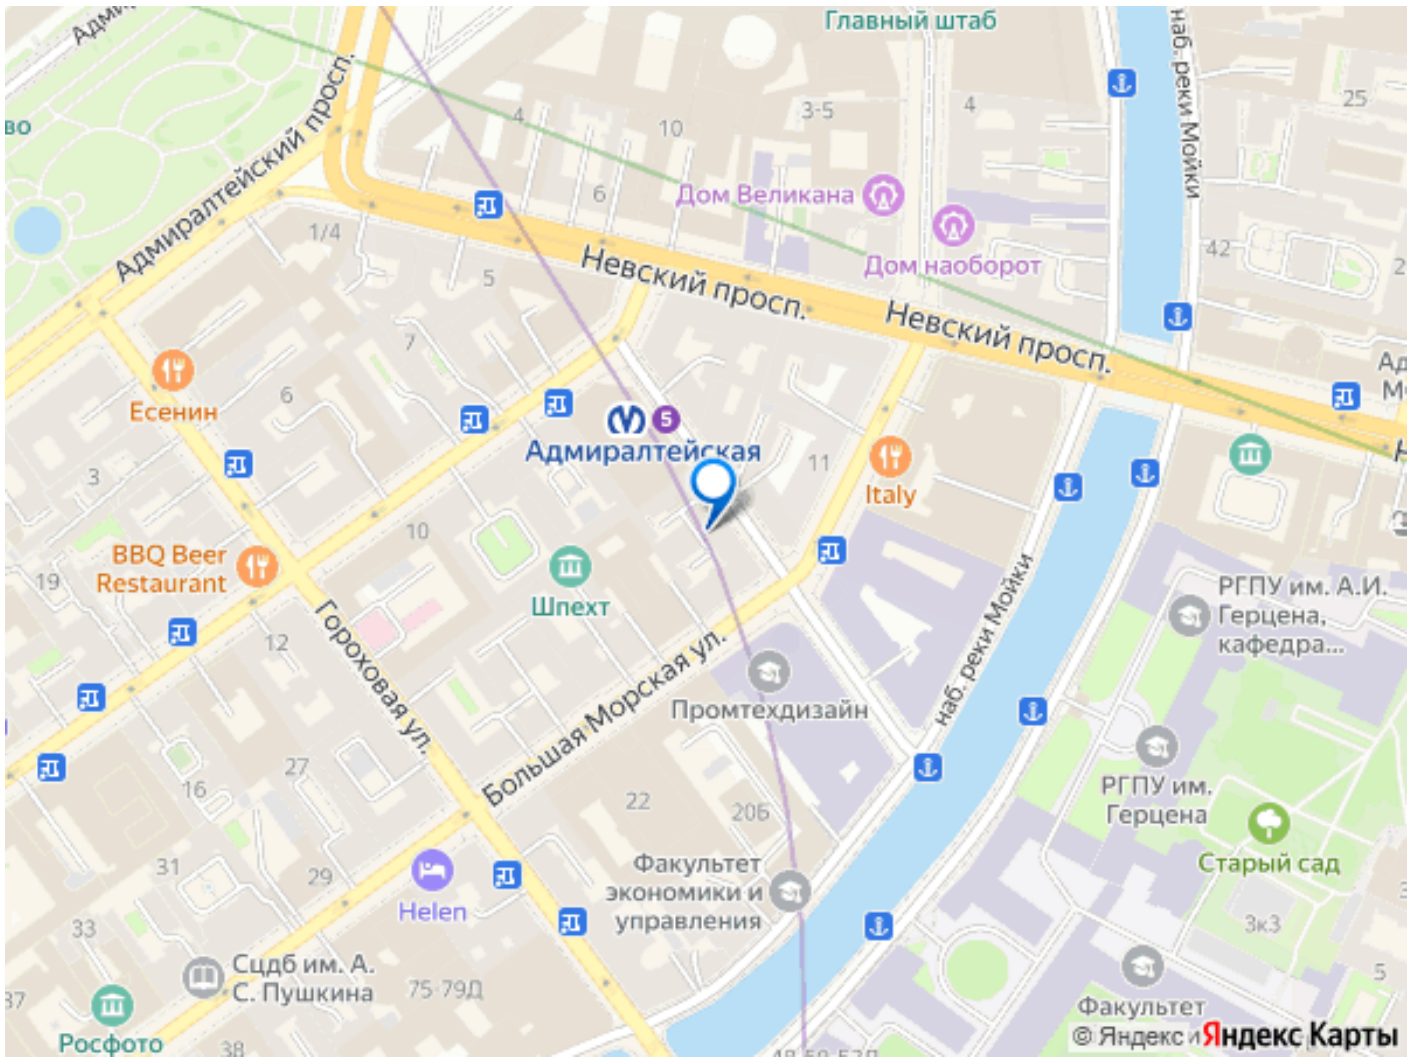 Главный штаб
наб. реки Мойки
25
4
10
3-5
4
во
Адмиралтейский просп.
6
Дом Великана
1/4
Дом наоборот
42
5
Невский просп.
Невский просп.
7
6
Есенин
5
Адмиралтейская
11
Italy
3
10
BBQ Beer
Restaurant
19
Шпехт
12
Гороховая ул.
Большая Морская ул.
наб. реки Мойки
РГПУ им. А.И.
Герцена,
кафедра...
Промтехдизайн
27
16
22
20б
РГПУ им.
Герцена
Старый сад
31
29
Факультет
экономики и
управления
Helen
33
3к3
Сцдб им. А.
С. Пушкина
75-79Д
37
5
Факультет
Росфото
38
© Яндекс и Яндекс Карты